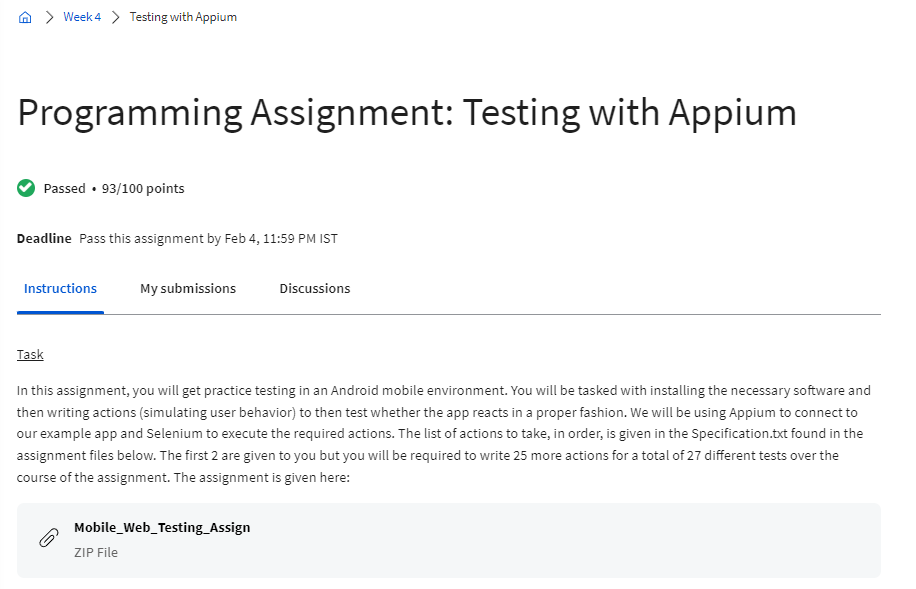 Week 4 Testing with Appium
Programming Assignment: Testing with Appium
Passed • 93/100 points
Deadline Pass this assignment by Feb 4, 11:59 PM IST
Instructions My submissions Discussions
Task
In this assignment, you will get practice testing in an Android mobile environment. You will be tasked with installing the necessary software and
then writing actions (simulating user behavior) to then test whether the app reacts in a proper fashion. We will be using Appium to connect to
our example app and Selenium to execute the required actions. The list of actions to take, in order, is given in the Specification.txt found in the
assignment files below. The first 2 are given to you but you will be required to write 25 more actions for a total of 27 different tests over the
course of the assignment. The assignment is given here:
Mobile_Web_Testing_Assign
ZIP File